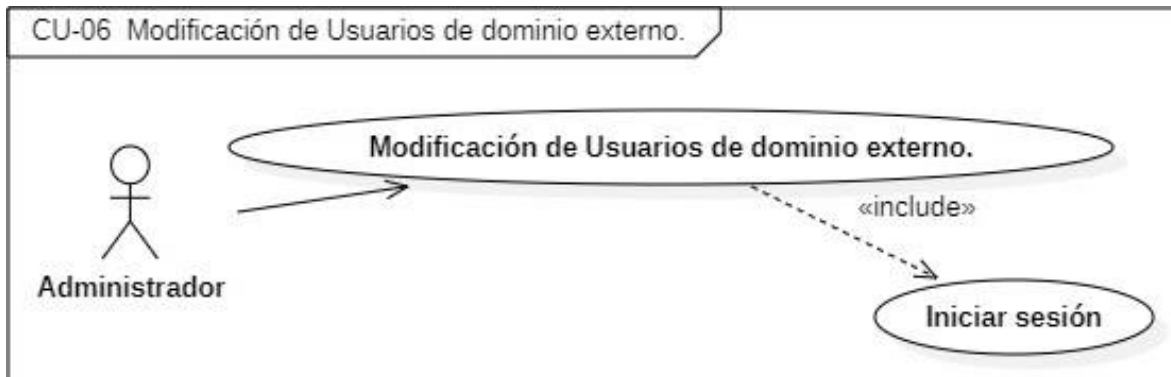 CU-06 Modificación de Usuarios de dominio externo.
Modificación de Usuarios de dominio externo.
«include»
Administrador
Iniciar sesión